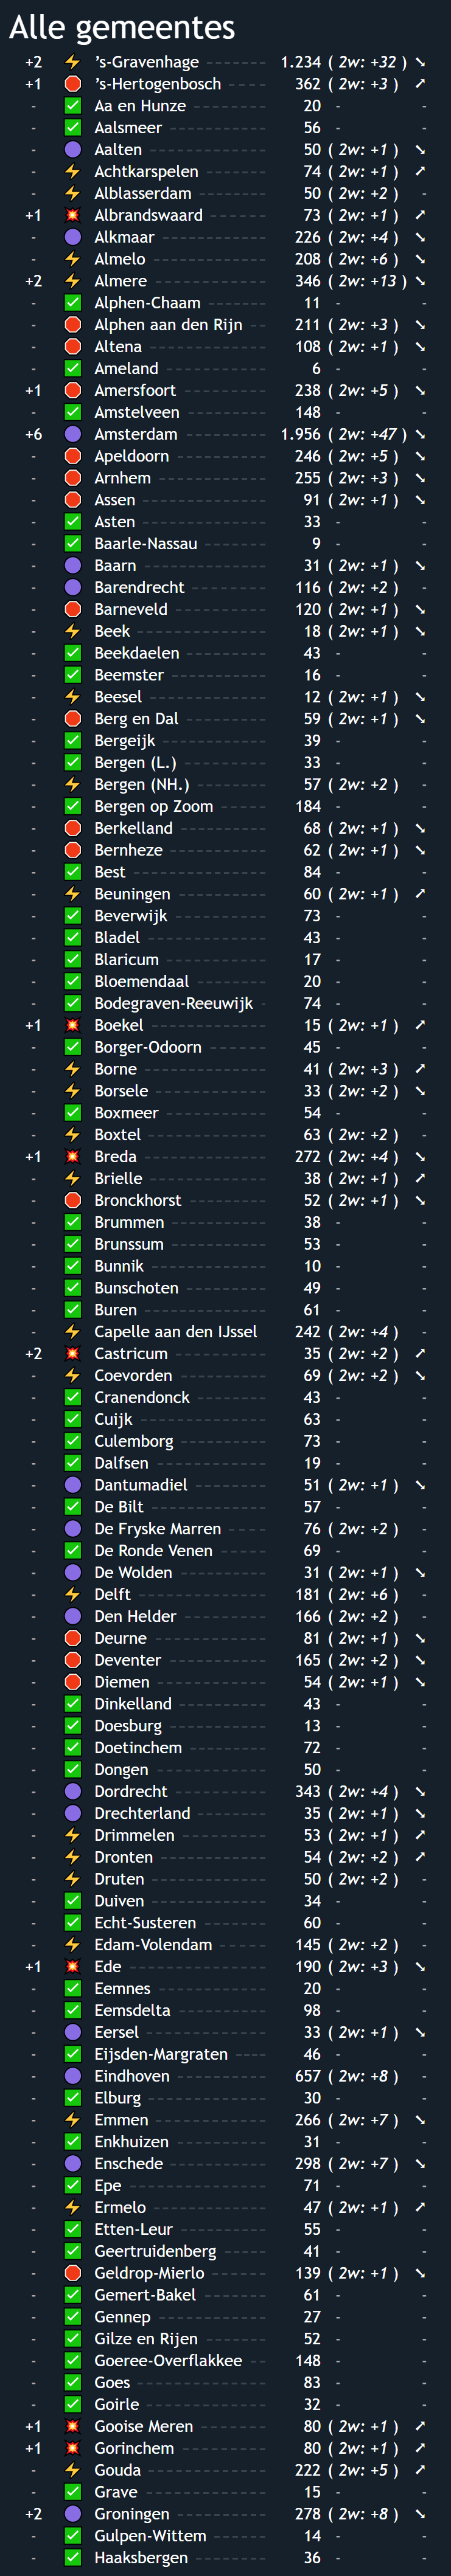 Alle gemeentes
+2 ⚡ ’s-Gravenhage 1.234 ( 2w: +32 ) ➘
+1 🛑 ’s-Hertogenbosch 362 ( 2w: +3 ) ➚
- ✅ Aa en Hunze 20 - -
- ✅ Aalsmeer 56 - -
- 🟣 Aalten 50 ( 2w: +1 ) ➘
- ⚡ Achtkarspelen 74 ( 2w: +1 ) ➚
- ⚡ Alblasserdam 50 ( 2w: +2 ) -
+1 💥 Albrandswaard 73 ( 2w: +1 ) ➚
- 🟣 Alkmaar 226 ( 2w: +4 ) ➘
- ⚡ Almelo 208 ( 2w: +6 ) ➘
+2 ⚡ Almere 346 ( 2w: +13 ) ➘
- ✅ Alphen-Chaam 11 - -
- 🛑 Alphen aan den Rijn 211 ( 2w: +3 ) ➘
- 🛑 Altena 108 ( 2w: +1 ) ➘
- ✅ Ameland 6 - -
+1 🛑 Amersfoort 238 ( 2w: +5 ) ➘
- ✅ Amstelveen 148 - -
+6 🟣 Amsterdam 1.956 ( 2w: +47 ) ➘
- 🛑 Apeldoorn 246 ( 2w: +5 ) ➘
- 🛑 Arnhem 255 ( 2w: +3 ) ➘
- 🛑 Assen 91 ( 2w: +1 ) ➘
- ✅ Asten 33 - -
- ✅ Baarle-Nassau 9 - -
- 🟣 Baarn 31 ( 2w: +1 ) ➘
- 🟣 Barendrecht 116 ( 2w: +2 ) -
- 🛑 Barneveld 120 ( 2w: +1 ) ➘
- ⚡ Beek 18 ( 2w: +1 ) ➘
- ✅ Beekdaelen 43 - -
- ✅ Beemster 16 - -
- ⚡ Beesel 12 ( 2w: +1 ) ➘
- 🛑 Berg en Dal 59 ( 2w: +1 ) ➘
- ✅ Bergeijk 39 - -
- ✅ Bergen (L.) 33 - -
- ⚡ Bergen (NH.) 57 ( 2w: +2 ) -
- ✅ Bergen op Zoom 184 - -
- 🛑 Berkelland 68 ( 2w: +1 ) ➘
- 🛑 Bernheze 62 ( 2w: +1 ) ➘
- ✅ Best 84 - -
- ⚡ Beuningen 60 ( 2w: +1 ) ➚
- ✅ Beverwijk 73 - -
- ✅ Bladel 43 - -
- ✅ Blaricum 17 - -
- ✅ Bloemendaal 20 - -
- ✅ Bodegraven-Reeuwijk 74 - -
+1 💥 Boekel 15 ( 2w: +1 ) ➚
- ✅ Borger-Odoorn 45 - -
- ⚡ Borne 41 ( 2w: +3 ) ➚
- ⚡ Borsele 33 ( 2w: +2 ) ➘
- ✅ Boxmeer 54 - -
- ⚡ Boxtel 63 ( 2w: +2 ) -
+1 💥 Breda 272 ( 2w: +4 ) ➘
- ⚡ Brielle 38 ( 2w: +1 ) ➚
- 🛑 Bronckhorst 52 ( 2w: +1 ) ➘
- ✅ Brummen 38 - -
- ✅ Brunssum 53 - -
- ✅ Bunnik 10 - -
- ✅ Bunschoten 49 - -
- ✅ Buren 61 - -
- ⚡ Capelle aan den IJssel 242 ( 2w: +4 ) -
+2 💥 Castricum 35 ( 2w: +2 ) ➚
- ⚡ Coevorden 69 ( 2w: +2 ) ➘
- ✅ Cranendonck 43 - -
- ✅ Cuijk 63 - -
- ✅ Culemborg 73 - -
- ✅ Dalfsen 19 - -
- 🟣 Dantumadiel 51 ( 2w: +1 ) ➘
- ✅ De Bilt 57 - -
- 🟣 De Fryske Marren 76 ( 2w: +2 ) -
- ✅ De Ronde Venen 69 - -
- 🟣 De Wolden 31 ( 2w: +1 ) ➘
- ⚡ Delft 181 ( 2w: +6 ) -
- 🟣 Den Helder 166 ( 2w: +2 ) -
- 🛑 Deurne 81 ( 2w: +1 ) ➘
- 🛑 Deventer 165 ( 2w: +2 ) ➘
- 🛑 Diemen 54 ( 2w: +1 ) ➘
- ✅ Dinkelland 43 - -
- ✅ Doesburg 13 - -
- ✅ Doetinchem 72 - -
- ✅ Dongen 50 - -
- 🟣 Dordrecht 343 ( 2w: +4 ) ➘
- 🟣 Drechterland 35 ( 2w: +1 ) ➘
- ⚡ Drimmelen 53 ( 2w: +1 ) ➚
- ⚡ Dronten 54 ( 2w: +2 ) ➚
- ⚡ Druten 50 ( 2w: +2 ) -
- ✅ Duiven 34 - -
- ✅ Echt-Susteren 60 - -
- ⚡ Edam-Volendam 145 ( 2w: +2 ) -
+1 💥 Ede 190 ( 2w: +3 ) ➘
- ✅ Eemnes 20 - -
- ✅ Eemsdelta 98 - -
- 🟣 Eersel 33 ( 2w: +1 ) ➘
- ✅ Eijsden-Margraten 46 - -
- 🟣 Eindhoven 657 ( 2w: +8 ) -
- ✅ Elburg 30 - -
- ⚡ Emmen 266 ( 2w: +7 ) ➘
- ✅ Enkhuizen 31 - -
- 🟣 Enschede 298 ( 2w: +7 ) ➘
- ✅ Epe 71 - -
- ⚡ Ermelo 47 ( 2w: +1 ) ➚
- ✅ Etten-Leur 55 - -
- ✅ Geertruidenberg 41 - -
- 🛑 Geldrop-Mierlo 139 ( 2w: +1 ) ➘
- ✅ Gemert-Bakel 61 - -
- ✅ Gennep 27 - -
- ✅ Gilze en Rijen 52 - -
- ✅ Goeree-Overflakkee 148 - -
- ✅ Goes 83 - -
- ✅ Goirle 32 - -
+1 💥 Gooise Meren 80 ( 2w: +1 ) ➚
+1 💥 Gorinchem 80 ( 2w: +1 ) ➚
- ⚡ Gouda 222 ( 2w: +5 ) ➚
- ✅ Grave 15 - -
+2 🟣 Groningen 278 ( 2w: +8 ) ➘
- ✅ Gulpen-Wittem 14 - -
- ✅ Haaksbergen 36 - -